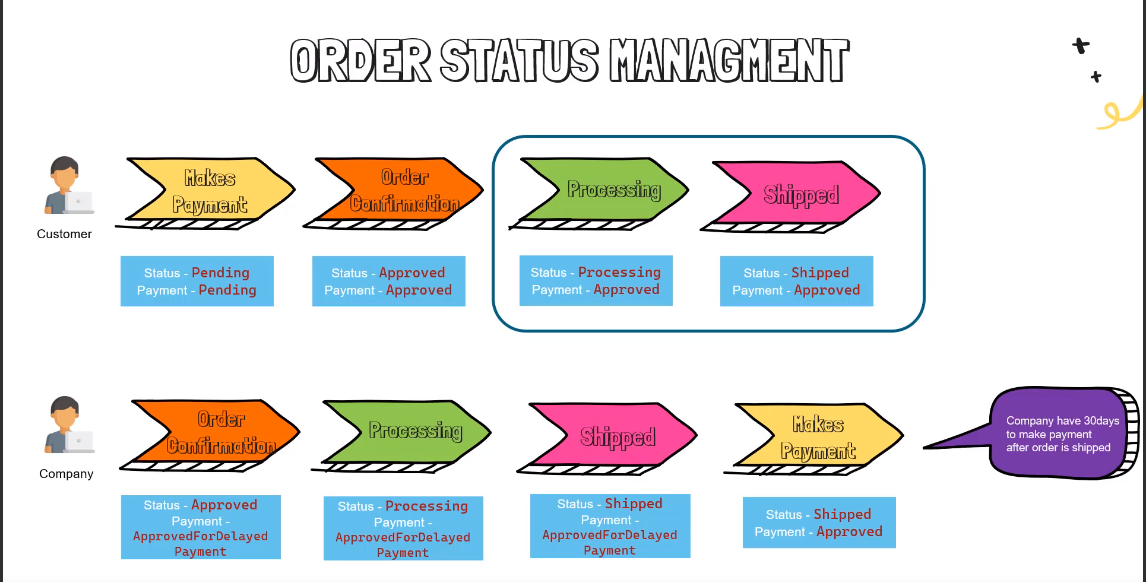 ORDER STATUS MANAGMENT
Makes
Payment
Order
Confirmation
Processing
Shipped
Customer
Status - Pending
Payment - Pending
Status - Approved
Payment - Approved
Status - Processing
Payment - Approved
Status - Shipped
Payment - Approved
Order
Confirmation
Processing
Shipped
Makes
Payment
Company have 30days
to make payment
after order is shipped
Company
Status - Approved
Payment -
ApprovedForDelayed
Payment
Status - Processing
Payment -
ApprovedForDelayed
Payment
Status - Shipped
Payment -
ApprovedForDelayed
Payment
Status - Shipped
Payment - Approved